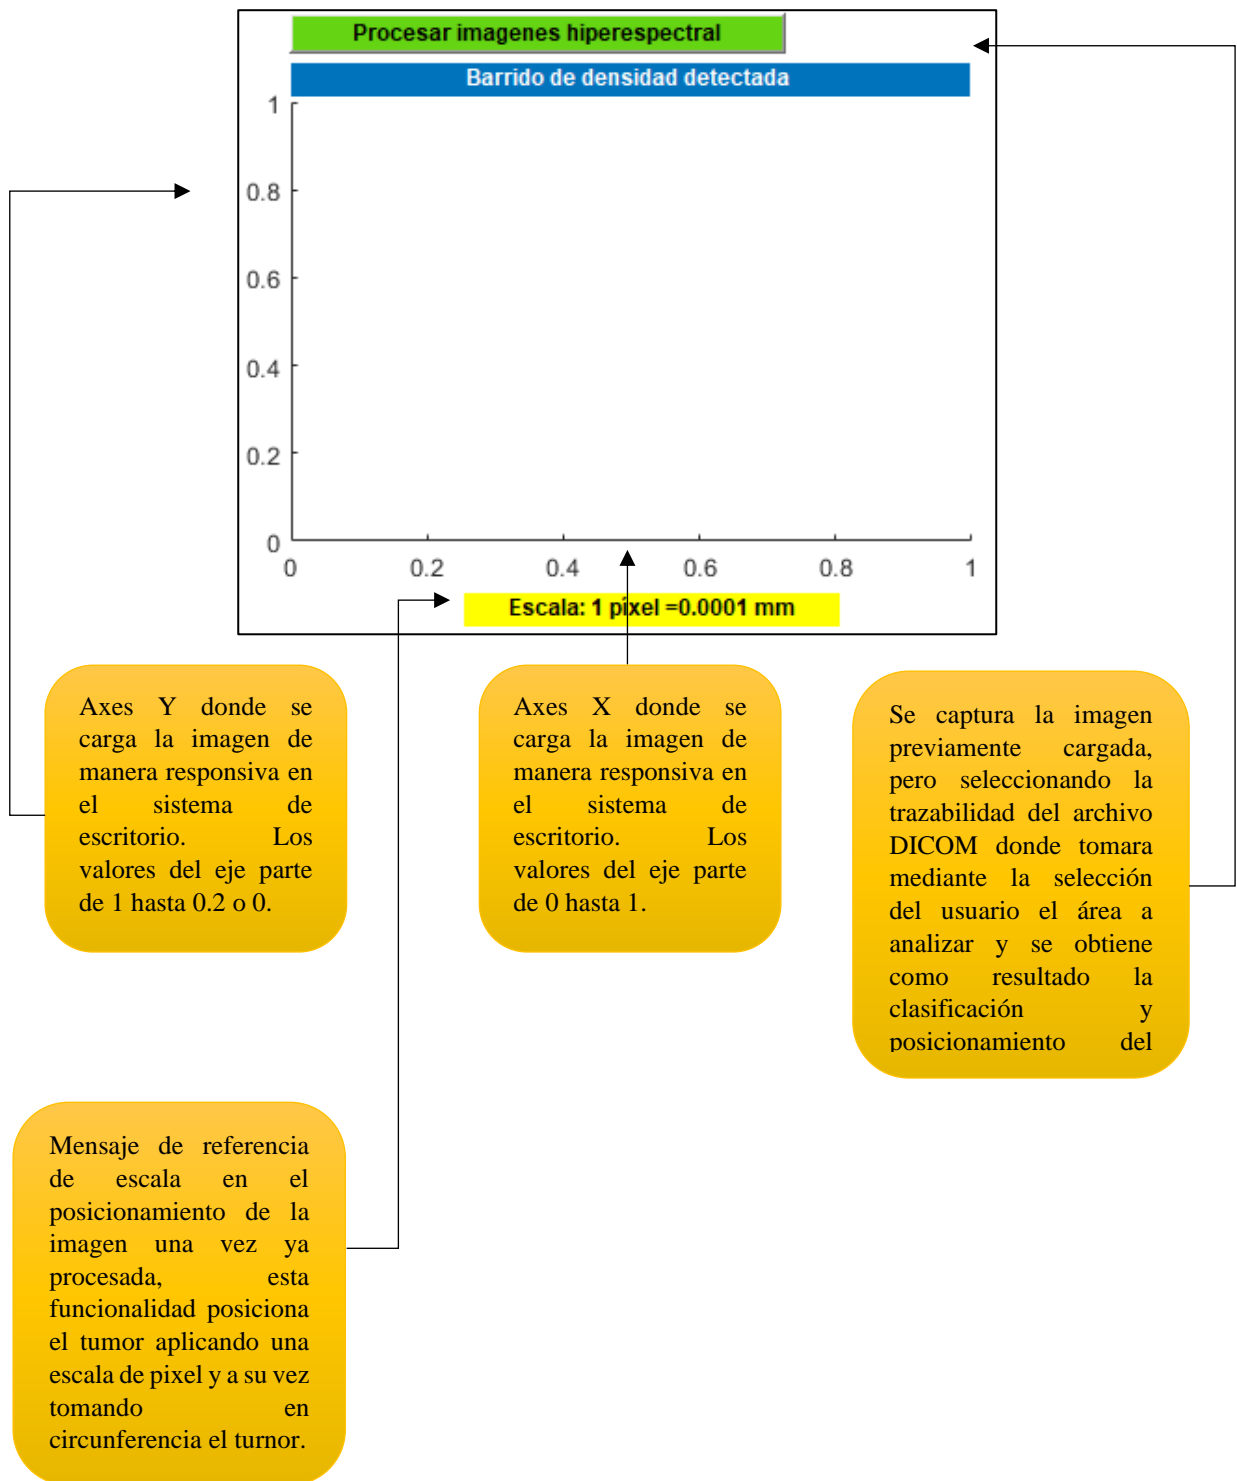 Procesar imagenes hiperespectral
Barrido de densidad detectada
1
0.8
0.6
0.4
0.2
0
0 0.2 0.4 0.6 0.8 1
Escala: 1 píxel =0.0001 mm
Axes Y donde se
carga la imagen de
manera responsiva en
el sistema de
escritorio. Los
valores del eje parte
de 1 hasta 0.2 o 0.
Axes X donde se
carga la imagen de
manera responsiva en
el sistema de
escritorio. Los
valores del eje parte
de 0 hasta 1.
Se captura la imagen
previamente cargada,
pero seleccionando la
trazabilidad del archivo
DICOM donde tomara
mediante la selección
del usuario el área a
analizar y se obtiene
como resultado la
clasificación y
posicionamiento del
Mensaje de referencia
de escala en el
posicionamiento de la
imagen una vez ya
procesada, esta
funcionalidad posiciona
el tumor aplicando una
escala de pixel y a su vez
tomando en
circunferencia el turnor.